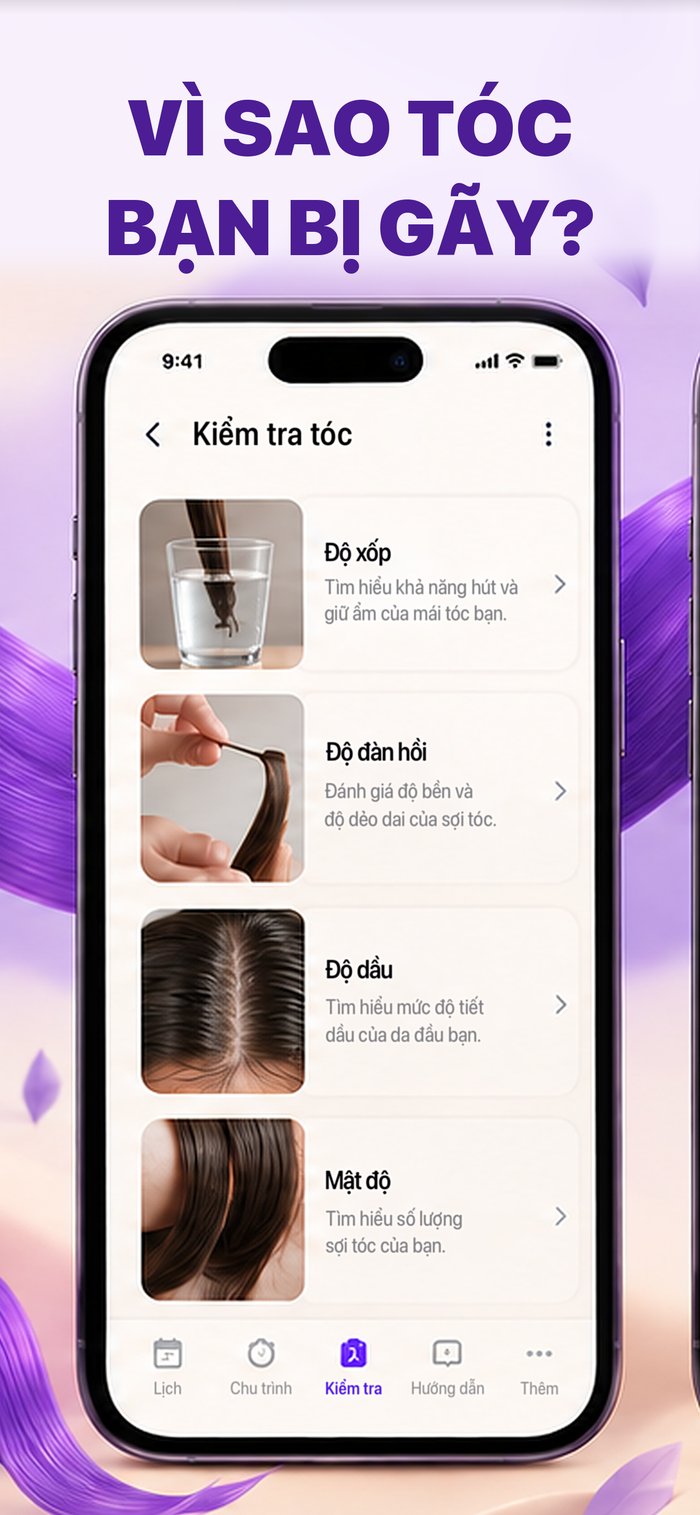 VÌ SAO TÓC
BẠN BỊ GÃY?
9:41
Kiểm tra tóc
Độ xốp
Tìm hiểu khả năng hút và
giữ ẩm của mái tóc bạn.
Độ đàn hồi
Đánh giá độ bền và
độ dẻo dai của sợi tóc.
Độ dầu
Tìm hiểu mức độ tiết
dầu của da đầu bạn.
Mật độ
Tìm hiểu số lượng
sợi tóc của bạn.
Lịch
Chu trình
Kiểm tra
Hướng dẫn
Thêm